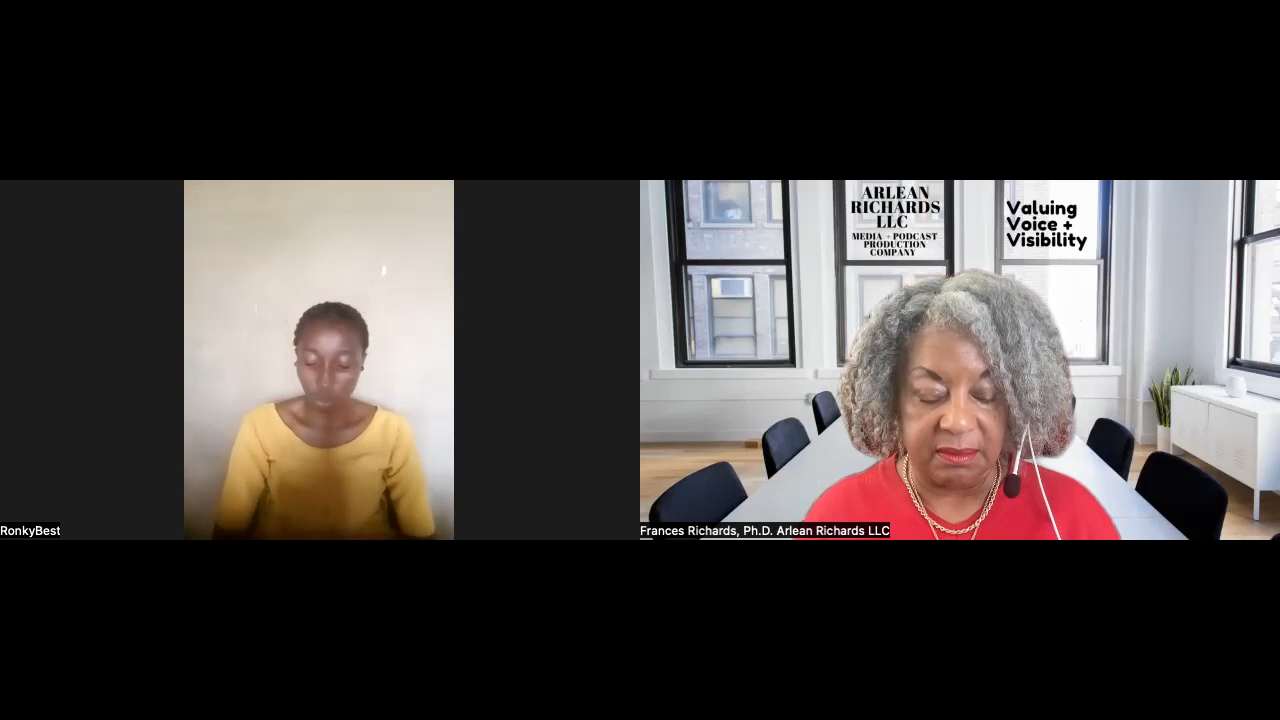 ARLEAN
RICHARDS
LLC
MEDIA + PODCAST
PRODUCTION
COMPANY
Valuing
Voice +
Visibility
RonkyBest
Frances Richards, Ph.D. Arlean Richards LLC